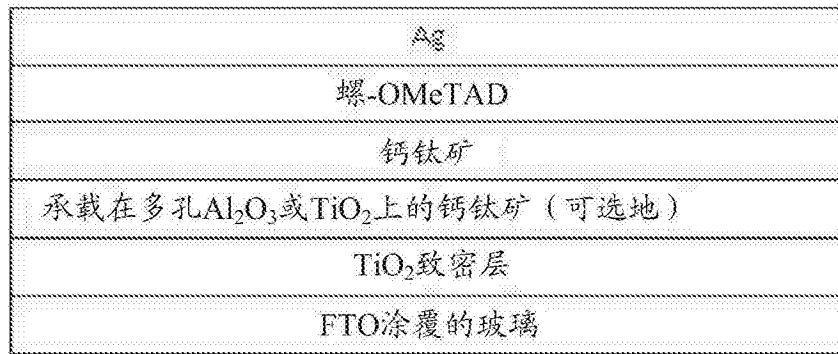 Ag
螺-OMeTAD
钙钛矿
承载在多孔Al₂O₃或TiO₂上的钙钛矿（可选地）
TiO₂致密层
FTO涂覆的玻璃